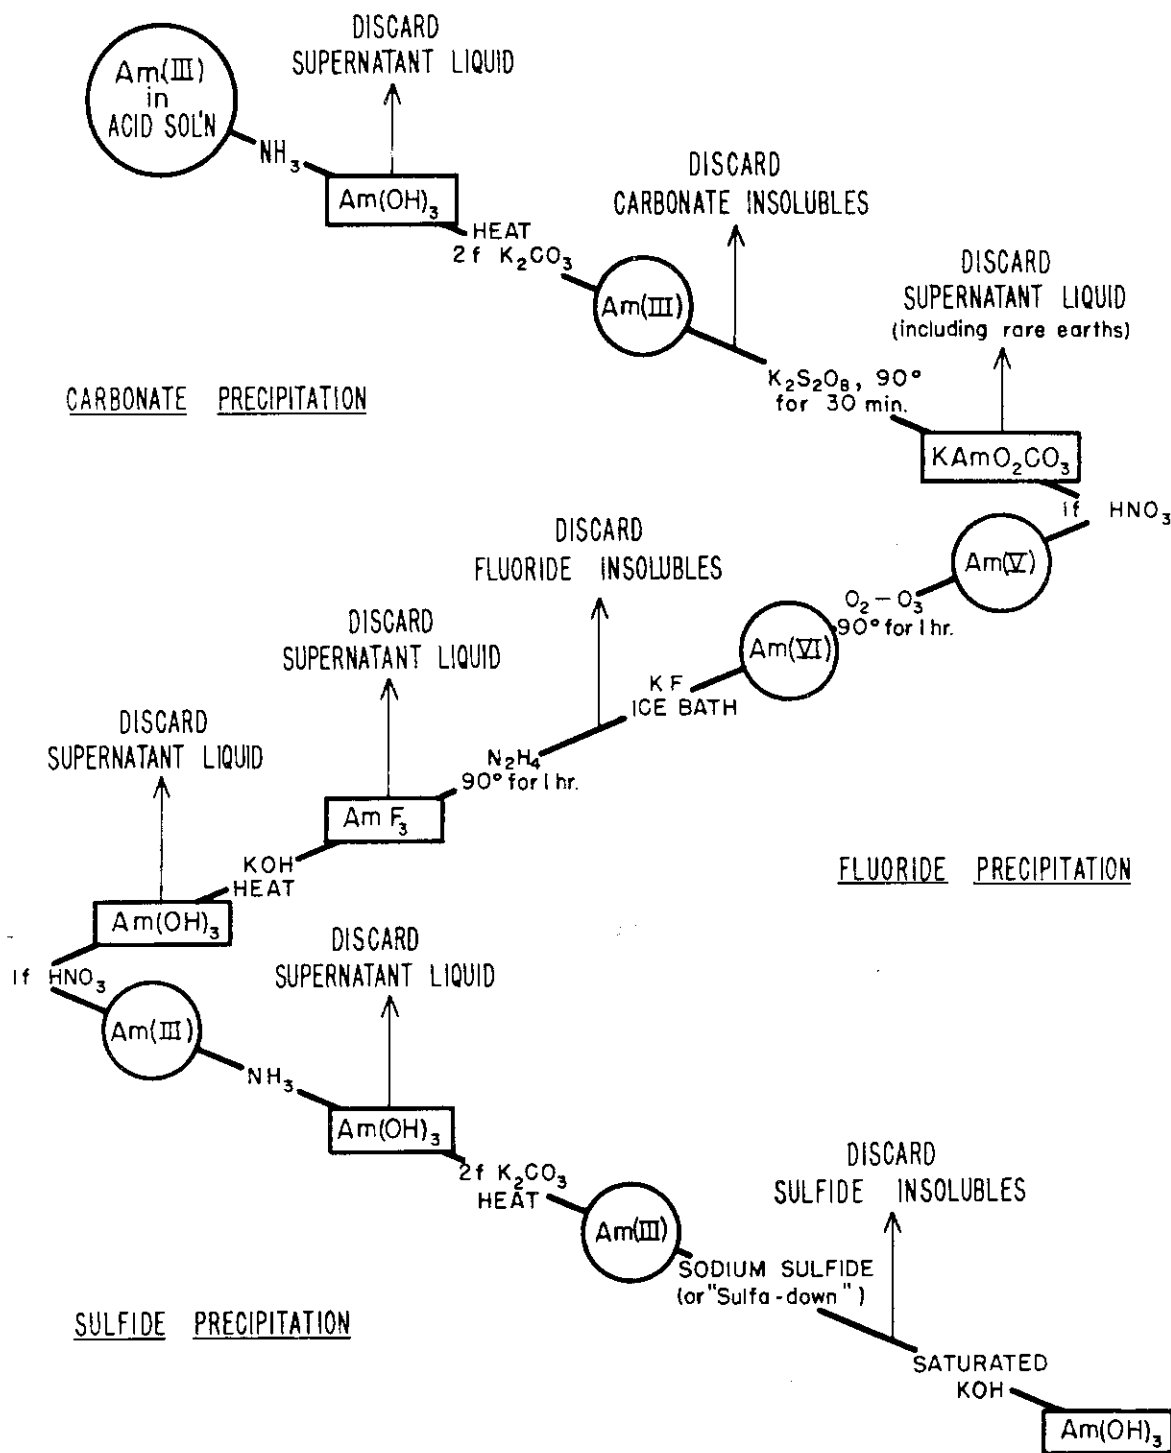 Am(III)
in
ACID SOL'N
DISCARD
SUPERNATANT LIQUID
NH₃
Am(OH)₃
HEAT
2f K₂CO₃
Am(III)
DISCARD
CARBONATE INSOLUBLES
K₂S₂O₈, 90°
for 30 min.
DISCARD
SUPERNATANT LIQUID
(including rare earths)
KAmO₂CO₃
CARBONATE PRECIPITATION
1f HNO₃
Am(V)
O₂-O₃
90° for 1 hr.
Am(VI)
KF
ICE BATH
DISCARD
FLUORIDE INSOLUBLES
N₂H₄
90° for 1 hr.
DISCARD
SUPERNATANT LIQUID
AmF₃
KOH
HEAT
DISCARD
SUPERNATANT LIQUID
Am(OH)₃
FLUORIDE PRECIPITATION
1f HNO₃
Am(III)
NH₃
DISCARD
SUPERNATANT LIQUID
Am(OH)₃
2f K₂CO₃
HEAT
Am(III)
SODIUM SULFIDE
(or "Sulfa-down")
DISCARD
SULFIDE INSOLUBLES
SATURATED
KOH
Am(OH)₃
SULFIDE PRECIPITATION